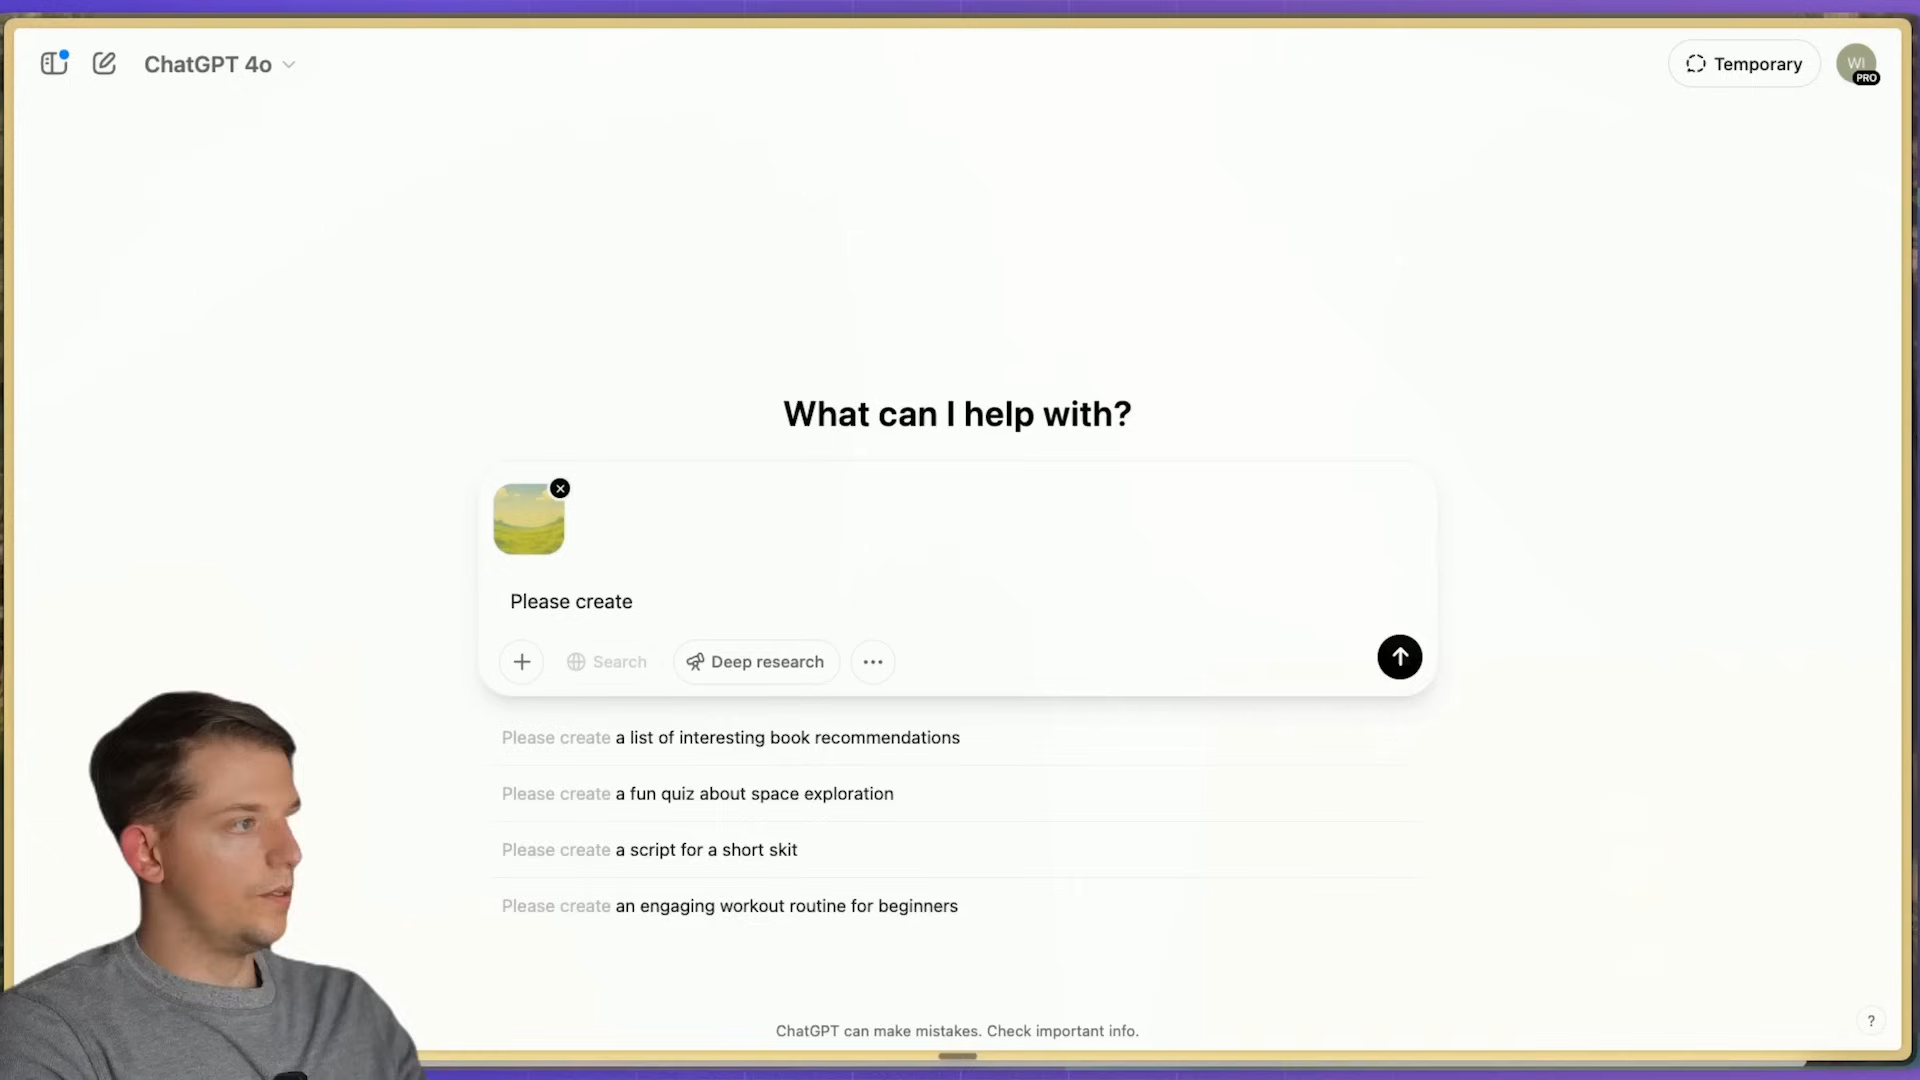 ChatGPT 4o
Temporary
WI
PRO
What can I help with?
Please create
Search
Deep research
Please create a list of interesting book recommendations
Please create a fun quiz about space exploration
Please create a script for a short skit
Please create an engaging workout routine for beginners
ChatGPT can make mistakes. Check important info.
?